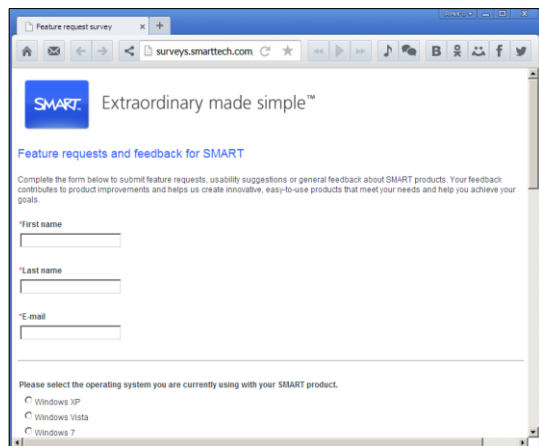 Feature request survey
surveys.smarttech.com
SMART
Extraordinary made simple™
Feature requests and feedback for SMART
Complete the form below to submit feature requests, usability suggestions or general feedback about SMART products. Your feedback
contributes to product improvements and helps us create innovative, easy-to-use products that meet your needs and help you achieve your
goals.
*First name
*Last name
*E-mail
Please select the operating system you are currently using with your SMART product.
Windows XP
Windows Vista
Windows 7